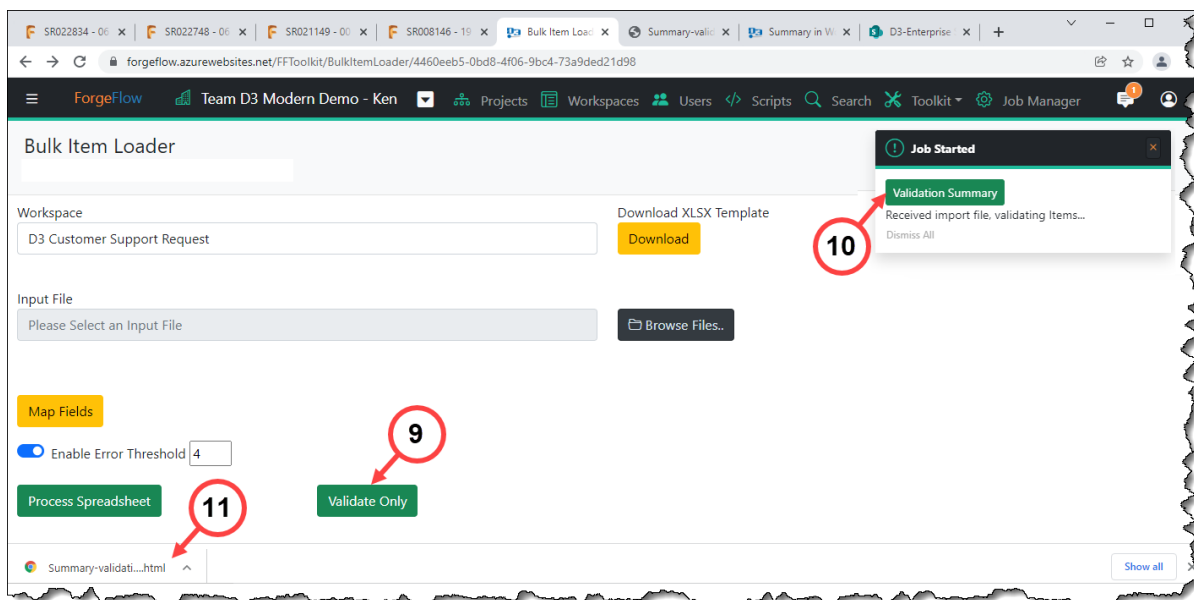 SR022834 - 06
SR022748 - 06
SR021149 - 00
SR008146 - 19
Bulk Item Load
Summary-valid
Summary in W
D3-Enterprise
forgeflow.azurewebsites.net/FFToolkit/BulkItemLoader/4460eeb5-0bd8-4f06-9bc4-73a9ded21d98
ForgeFlow Team D3 Modern Demo - Ken Projects Workspaces Users Scripts Search Toolkit Job Manager 1
Bulk Item Loader
Job Started
Validation Summary
Received import file, validating Items...
Dismiss All
10
Workspace
D3 Customer Support Request
Download XLSX Template
Download
Input File
Please Select an Input File
Browse Files..
Map Fields
Enable Error Threshold 4
9
Process Spreadsheet
11
Validate Only
Summary-validati....html
Show all